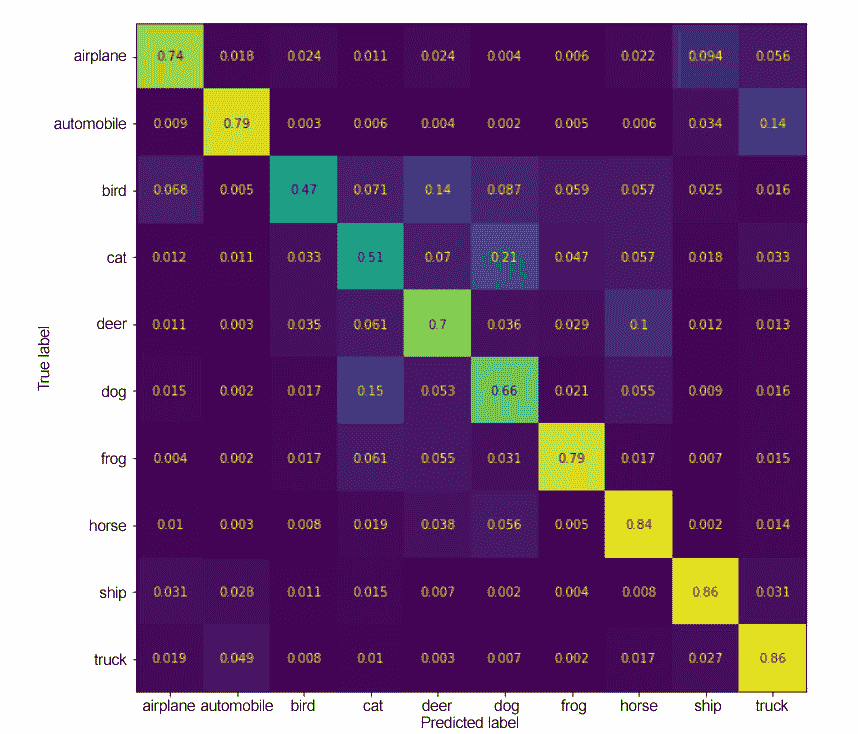 airplane 0.74 0.018 0.024 0.011 0.024 0.004 0.006 0.022 0.094 0.056
automobile 0.009 0.79 0.003 0.006 0.004 0.002 0.005 0.006 0.034 0.14
bird 0.068 0.005 0.47 0.071 0.14 0.087 0.059 0.057 0.025 0.016
cat 0.012 0.011 0.033 0.51 0.07 0.21 0.047 0.057 0.018 0.033
deer 0.011 0.003 0.035 0.061 0.7 0.036 0.029 0.1 0.012 0.013
True label
dog 0.015 0.002 0.017 0.15 0.053 0.66 0.021 0.055 0.009 0.016
frog 0.004 0.002 0.017 0.061 0.055 0.031 0.79 0.017 0.007 0.015
horse 0.01 0.003 0.008 0.019 0.038 0.056 0.005 0.84 0.002 0.014
ship 0.031 0.028 0.011 0.015 0.007 0.002 0.004 0.008 0.86 0.031
truck 0.019 0.049 0.008 0.01 0.003 0.007 0.002 0.017 0.027 0.86
airplane automobile bird cat deer dog frog horse ship truck
Predicted label